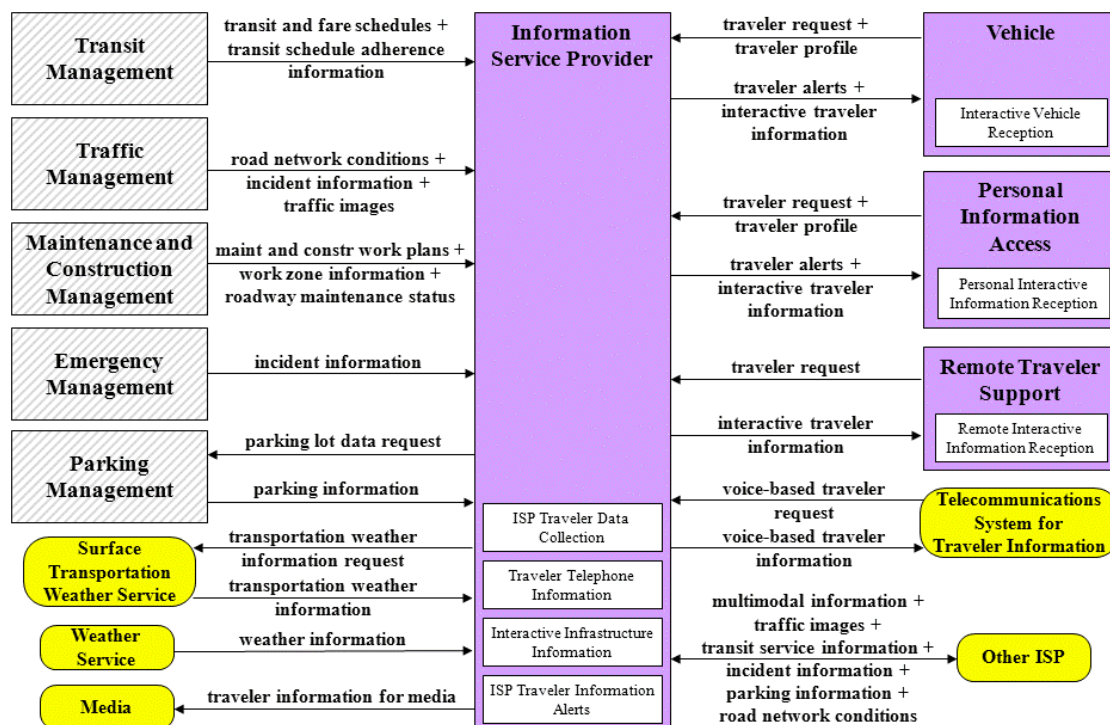 Transit
Management
transit and fare schedules +
transit schedule adherence
information
Traffic
Management
road network conditions +
incident information +
traffic images
Maintenance and
Construction
Management
maint and constr work plans +
work zone information +
roadway maintenance status
Emergency
Management
incident information
Parking
Management
parking lot data request
parking information
Surface
Transportation
Weather Service
transportation weather
information request
transportation weather
information
Weather
Service
weather information
Media
traveler information for media
Information
Service Provider
ISP Traveler Data
Collection
Traveler Telephone
Information
Interactive Infrastructure
Information
ISP Traveler Information
Alerts
traveler request +
traveler profile
traveler alerts +
interactive traveler
information
Vehicle
Interactive Vehicle
Reception
traveler request +
traveler profile
traveler alerts +
interactive traveler
information
Personal
Information
Access
Personal Interactive
Information Reception
traveler request
interactive traveler
information
Remote Traveler
Support
Remote Interactive
Information Reception
voice-based traveler
request
voice-based traveler
information
Telecommunications
System for
Traveler Information
multimodal information +
traffic images +
transit service information +
incident information +
parking information +
road network conditions
Other ISP